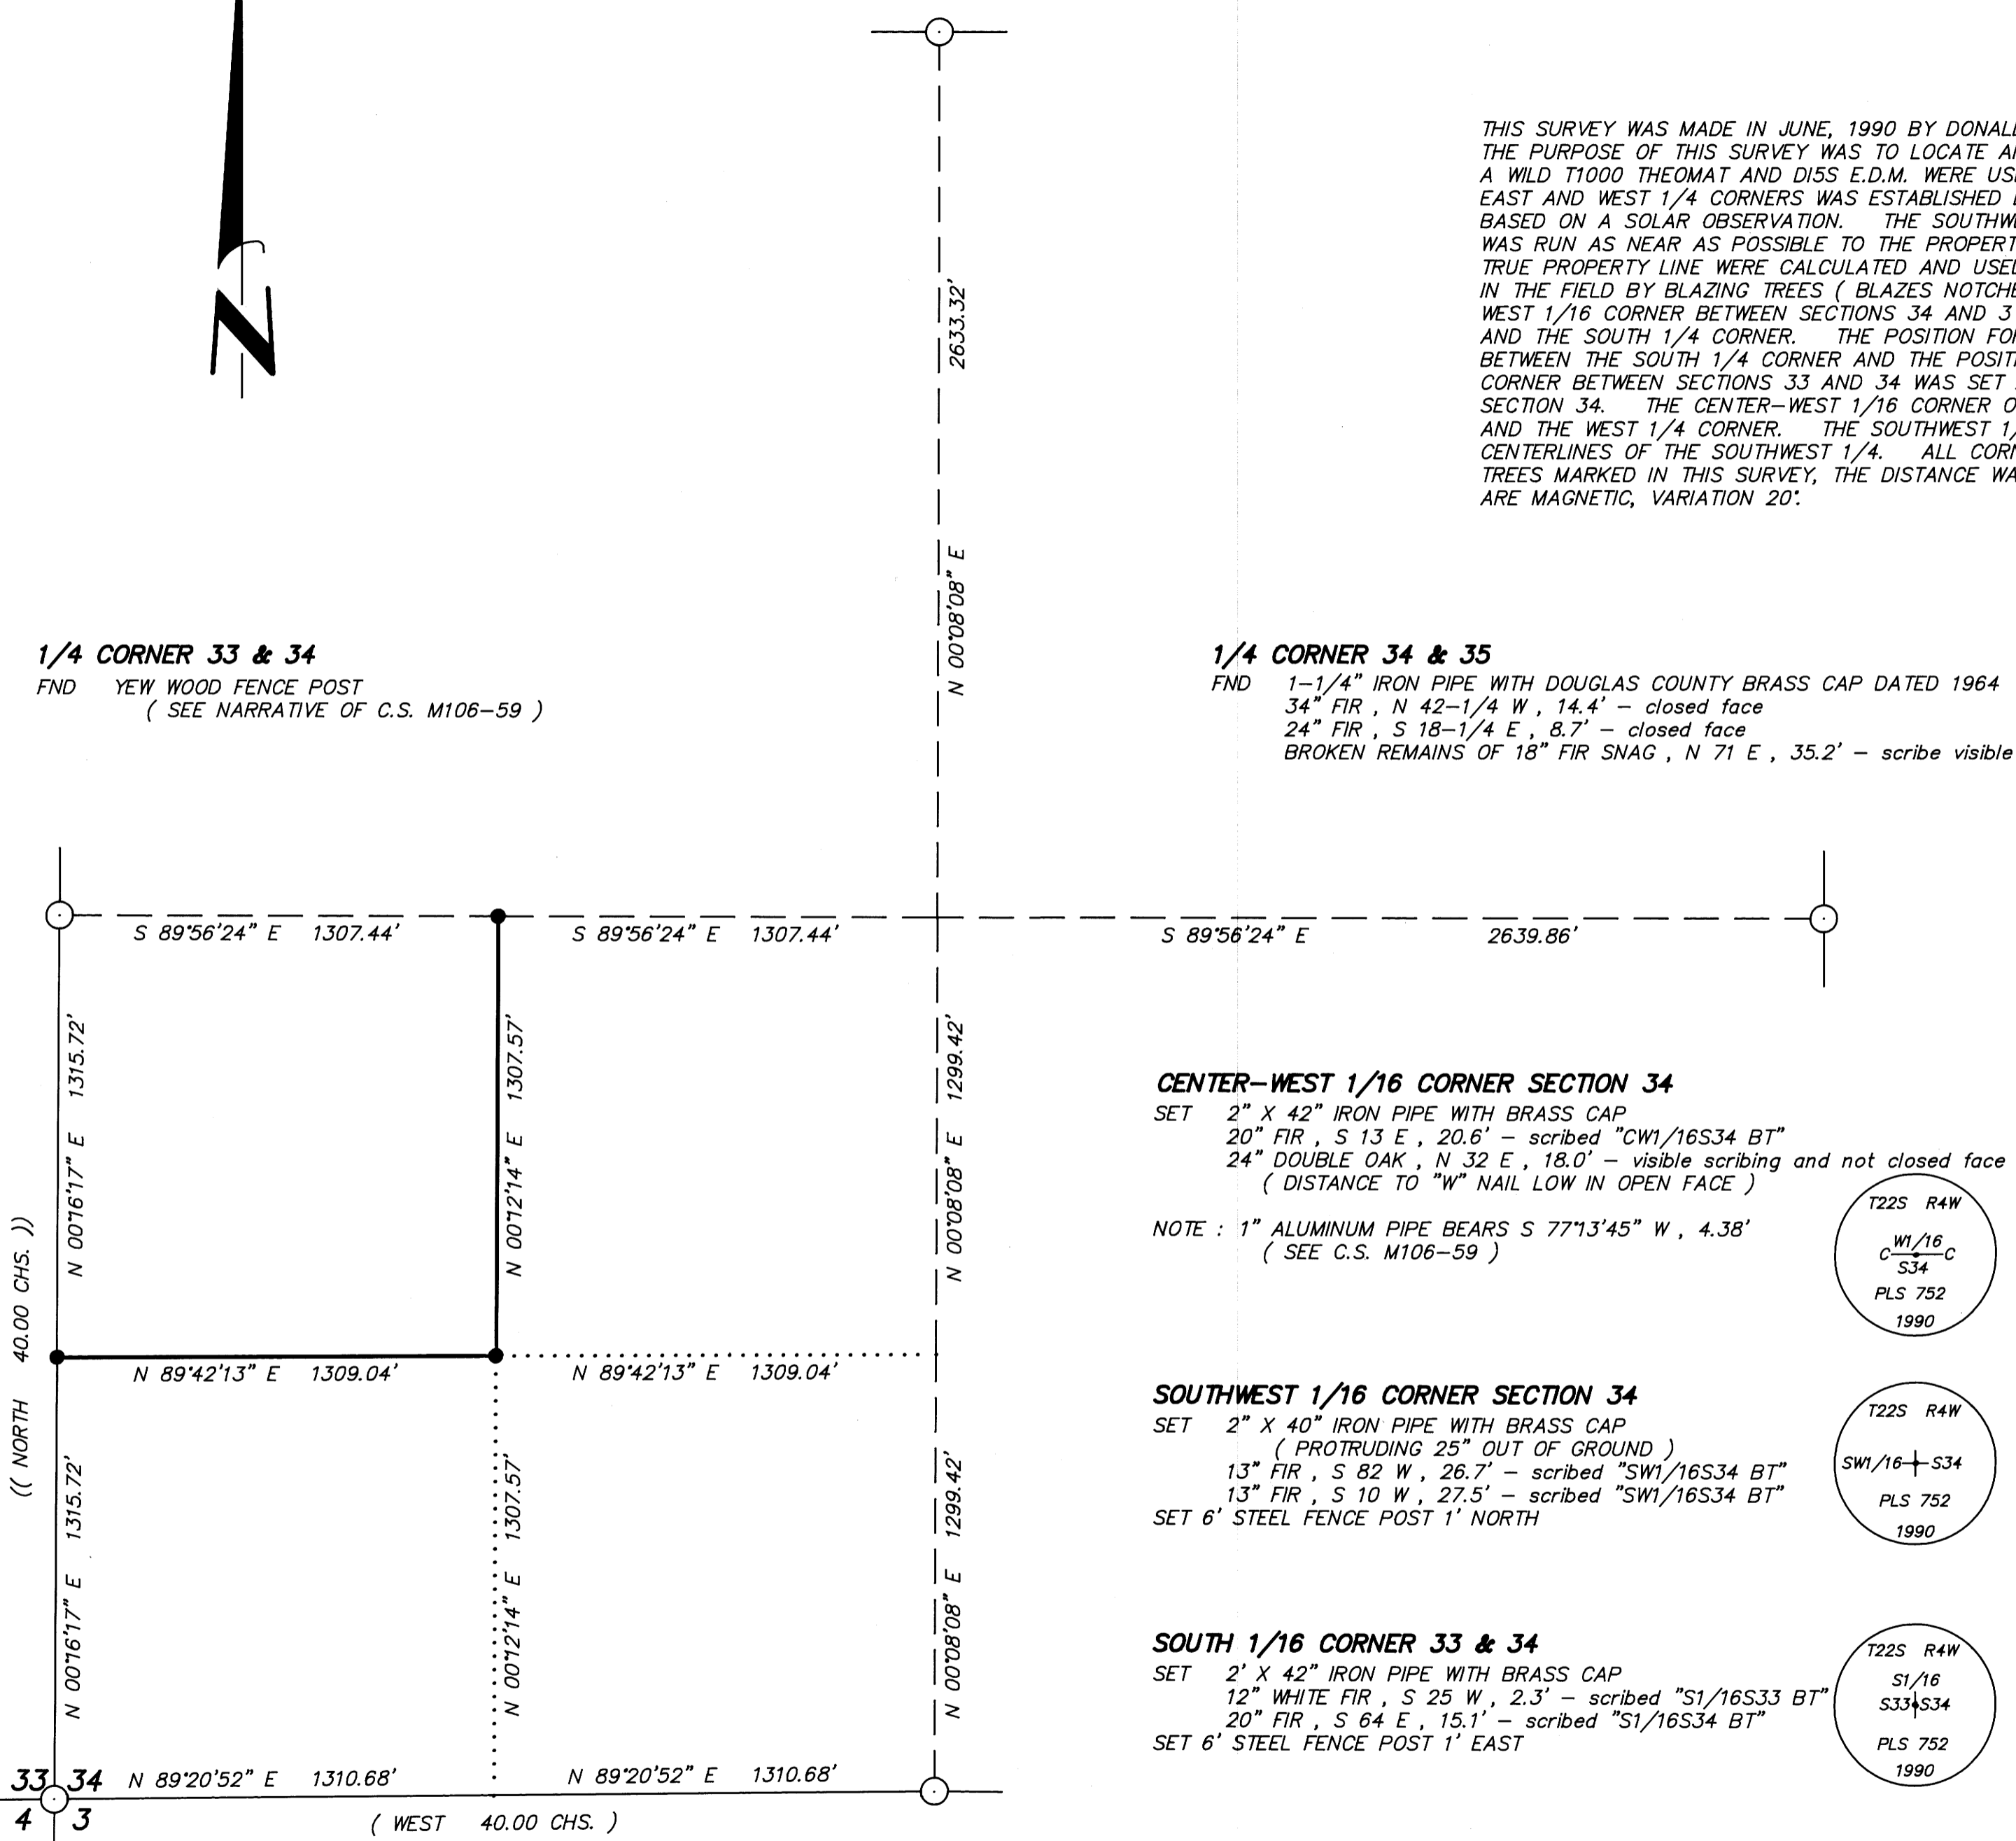 N
THIS SURVEY WAS MADE IN JUNE, 1990 BY DONAL
THE PURPOSE OF THIS SURVEY WAS TO LOCATE A
A WILD T1000 THEOMAT AND DI5S E.D.M. WERE US
EAST AND WEST 1/4 CORNERS WAS ESTABLISHED
BASED ON A SOLAR OBSERVATION. THE SOUTHW
WAS RUN AS NEAR AS POSSIBLE TO THE PROPERT
TRUE PROPERTY LINE WERE CALCULATED AND USE
IN THE FIELD BY BLAZING TREES ( BLAZES NOTCHE
WEST 1/16 CORNER BETWEEN SECTIONS 34 AND 3
AND THE SOUTH 1/4 CORNER. THE POSITION FO
BETWEEN THE SOUTH 1/4 CORNER AND THE POSIT
CORNER BETWEEN SECTIONS 33 AND 34 WAS SET
SECTION 34. THE CENTER-WEST 1/16 CORNER O
AND THE WEST 1/4 CORNER. THE SOUTHWEST 1/
CENTERLINES OF THE SOUTHWEST 1/4. ALL CORN
TREES MARKED IN THIS SURVEY, THE DISTANCE WA
ARE MAGNETIC, VARIATION 20°.
2633.32'
N 00°08'08" E
1/4 CORNER 33 & 34
FND YEW WOOD FENCE POST
( SEE NARRATIVE OF C.S. M106-59 )
1/4 CORNER 34 & 35
FND 1-1/4" IRON PIPE WITH DOUGLAS COUNTY BRASS CAP DATED 1964
34" FIR , N 42-1/4 W , 14.4' - closed face
24" FIR , S 18-1/4 E , 8.7' - closed face
BROKEN REMAINS OF 18" FIR SNAG , N 71 E , 35.2' - scribe visible
S 89°56'24" E 1307.44'
S 89°56'24" E 1307.44'
S 89°56'24" E 2639.86'
N 00°16'17" E 1315.72'
N 00°12'14" E 1307.57'
N 00°08'08" E 1299.42'
CENTER-WEST 1/16 CORNER SECTION 34
SET 2" X 42" IRON PIPE WITH BRASS CAP
20" FIR , S 13 E , 20.6' - scribed "CW1/16S34 BT"
24" DOUBLE OAK , N 32 E , 18.0' - visible scribing and not closed face
( DISTANCE TO "W" NAIL LOW IN OPEN FACE )
NOTE : 1" ALUMINUM PIPE BEARS S 77°13'45" W , 4.38'
( SEE C.S. M106-59 )
T22S R4W
W1/16
C C
S34
PLS 752
1990
(( NORTH 40.00 CHS. ))
N 89°42'13" E 1309.04'
N 89°42'13" E 1309.04'
SOUTHWEST 1/16 CORNER SECTION 34
SET 2" X 40" IRON PIPE WITH BRASS CAP
( PROTRUDING 25" OUT OF GROUND )
13" FIR , S 82 W , 26.7' - scribed "SW1/16S34 BT"
13" FIR , S 10 W , 27.5' - scribed "SW1/16S34 BT"
SET 6' STEEL FENCE POST 1' NORTH
T22S R4W
SW1/16 S34
PLS 752
1990
N 00°16'17" E 1315.72'
N 00°12'14" E 1307.57'
N 00°08'08" E 1299.42'
SOUTH 1/16 CORNER 33 & 34
SET 2' X 42" IRON PIPE WITH BRASS CAP
12" WHITE FIR , S 25 W , 2.3' - scribed "S1/16S33 BT"
20" FIR , S 64 E , 15.1' - scribed "S1/16S34 BT"
SET 6' STEEL FENCE POST 1' EAST
T22S R4W
S1/16
S33 S34
PLS 752
1990
33 34 N 89°20'52" E 1310.68'
N 89°20'52" E 1310.68'
4 3
( WEST 40.00 CHS. )